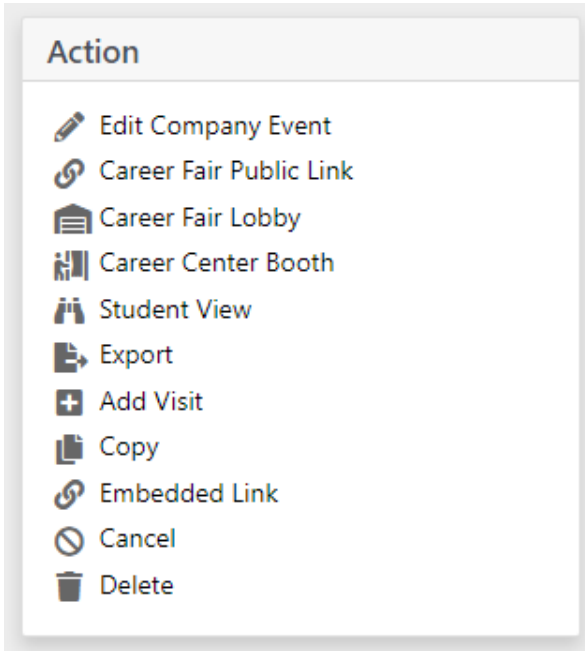 Action
Edit Company Event
Career Fair Public Link
Career Fair Lobby
Career Center Booth
Student View
Export
Add Visit
Copy
Embedded Link
Cancel
Delete